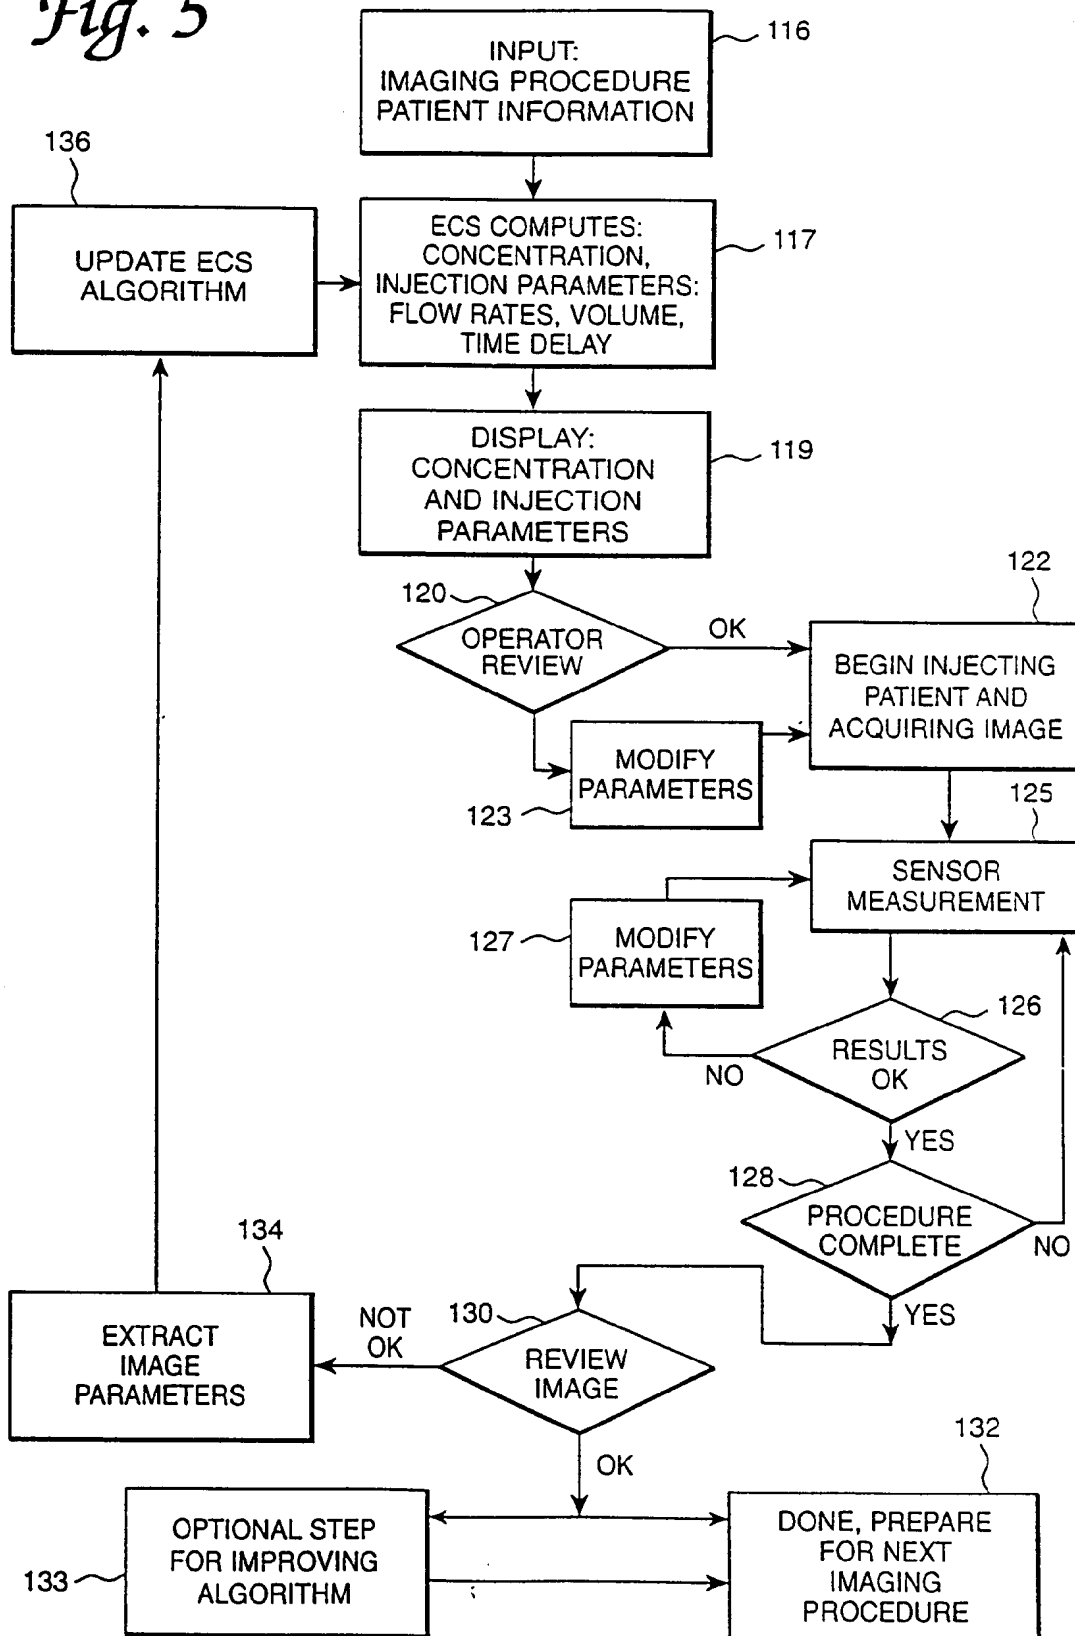 Fig. 5
116
INPUT:
IMAGING PROCEDURE
PATIENT INFORMATION
136
UPDATE ECS
ALGORITHM
117
ECS COMPUTES:
CONCENTRATION,
INJECTION PARAMETERS:
FLOW RATES, VOLUME,
TIME DELAY
119
DISPLAY:
CONCENTRATION
AND INJECTION
PARAMETERS
120
OPERATOR
REVIEW
OK
122
BEGIN INJECTING
PATIENT AND
ACQUIRING IMAGE
MODIFY
PARAMETERS
123
125
SENSOR
MEASUREMENT
127
MODIFY
PARAMETERS
126
RESULTS
OK
NO
YES
128
PROCEDURE
COMPLETE
NO
YES
134
EXTRACT
IMAGE
PARAMETERS
NOT
OK
130
REVIEW
IMAGE
OK
132
OPTIONAL STEP
FOR IMPROVING
ALGORITHM
133
DONE, PREPARE
FOR NEXT
IMAGING
PROCEDURE